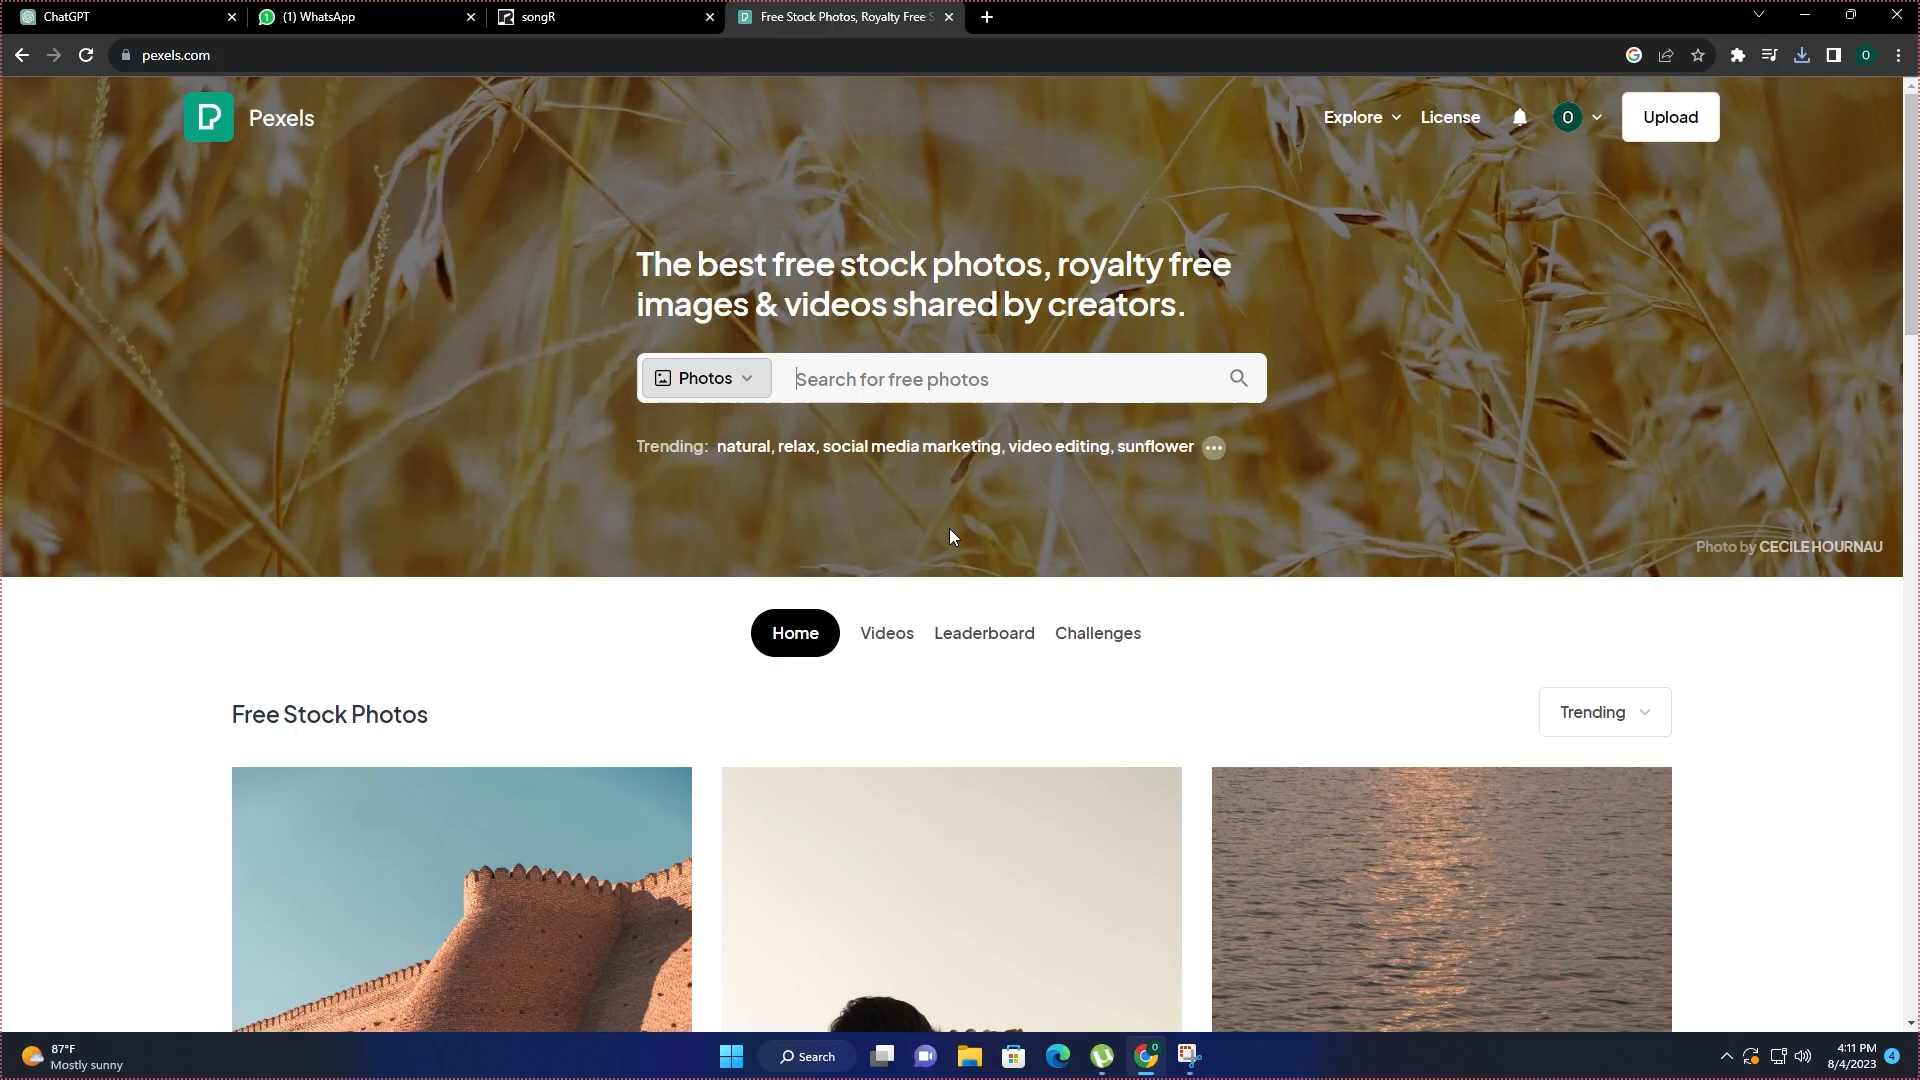 ChatGPT
(1) WhatsApp
songR
Free Stock Photos, Royalty Free S
pexels.com
O
Pexels
Explore
License
O
Upload
The best free stock photos, royalty free
images & videos shared by creators.
Photos
Search for free photos
Trending: natural, relax, social media marketing, video editing, sunflower
Photo by CECILE HOURNAU
Home
Videos
Leaderboard
Challenges
Free Stock Photos
Trending
87°F
Mostly sunny
Search
4:11 PM
8/4/2023
4